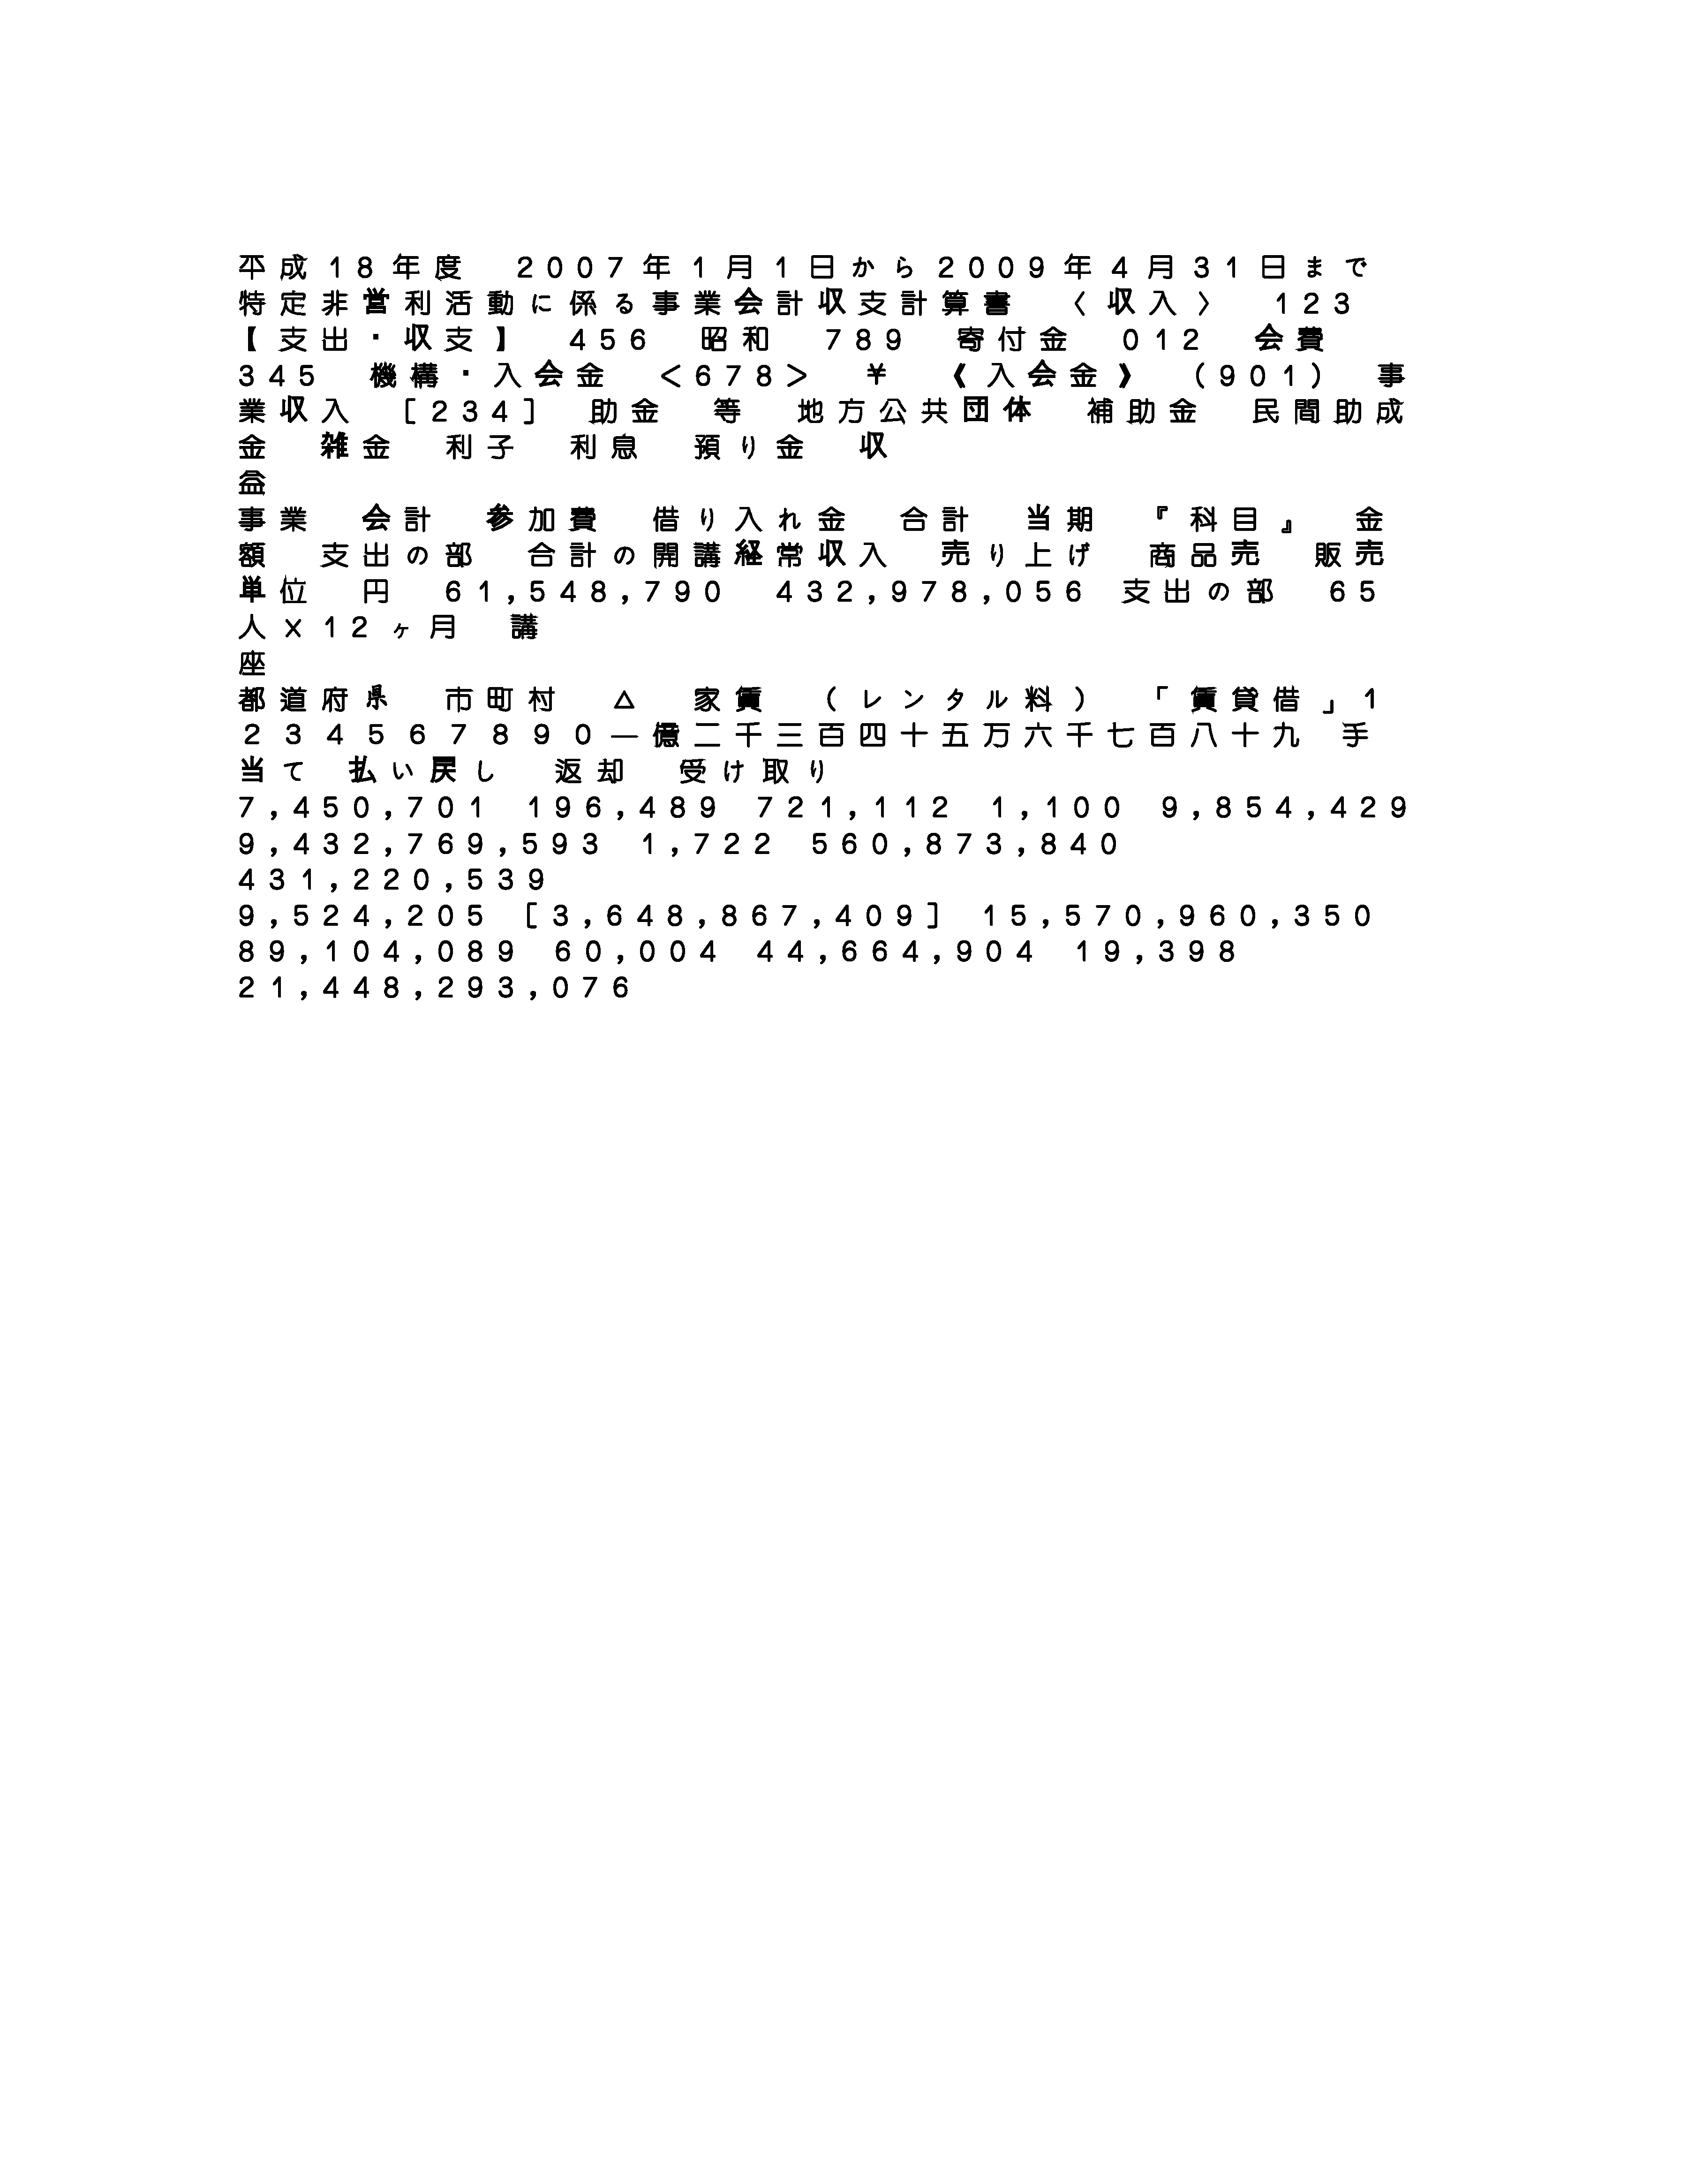 平成18年度　2007年1月1日から2009年4月31日まで
特定非営利活動に係る事業会計収支計算書　〈収入〉　123
【支出・収支】　456　昭和　789　寄付金　012　会費
345　機構・入会金　<678>　¥　《入会金》　(901)　事
業収入　[234]　助金　等　地方公共団体　補助金　民間助成
金　雑金　利子　利息　預り金　収
益
事業　会計　参加費　借り入れ金　合計　当期　『科目』　金
額　支出の部　合計の開講経常収入　売り上げ　商品売　販売
単位　円　61,548,790　432,978,056　支出の部　65
人x12ヶ月　講
座
都道府県　市町村　△　家賃　(レンタル料)　「賃貸借」1
２３４５６７８９０一億二千三百四十五万六千七百八十九　手
当て　払い戻し　返却　受け取り
7,450,701 196,489 721,112 1,100 9,854,429
9,432,769,593 1,722 560,873,840
431,220,539
9,524,205 [3,648,867,409] 15,570,960,350
89,104,089 60,004 44,664,904 19,398
21,448,293,076